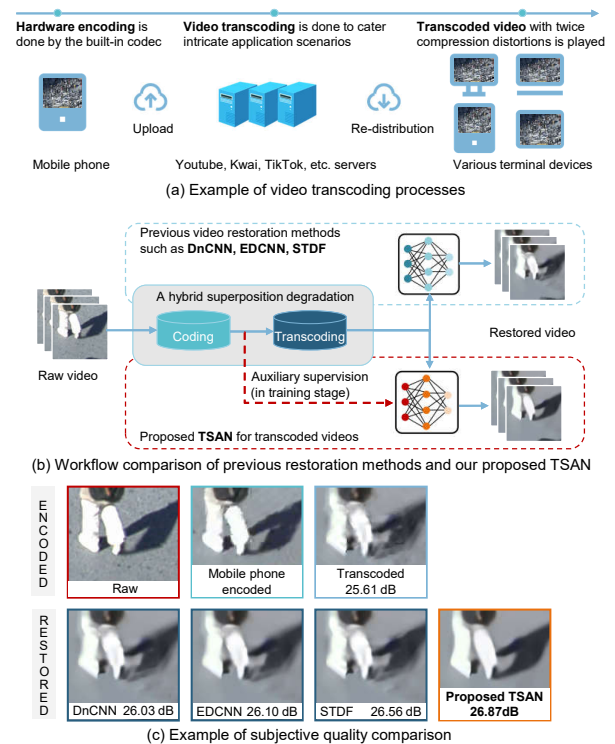 Hardware encoding is
done by the built-in codec
Video transcoding is done to cater
intricate application scenarios
Transcoded video with twice
compression distortions is played
Upload
Re-distribution
Mobile phone
Youtube, Kwai, TikTok, etc. servers
Various terminal devices
(a) Example of video transcoding processes
Previous video restoration methods
such as DnCNN, EDCNN, STDF
A hybrid superposition degradation
Coding
Transcoding
Restored video
Raw video
Auxiliary supervision
(in training stage)
Proposed TSAN for transcoded videos
(b) Workflow comparison of previous restoration methods and our proposed TSAN
ENCODED
Raw
Mobile phone
encoded
Transcoded
25.61 dB
RESTORED
DnCNN 26.03 dB
EDCNN 26.10 dB
STDF 26.56 dB
Proposed TSAN
26.87dB
(c) Example of subjective quality comparison